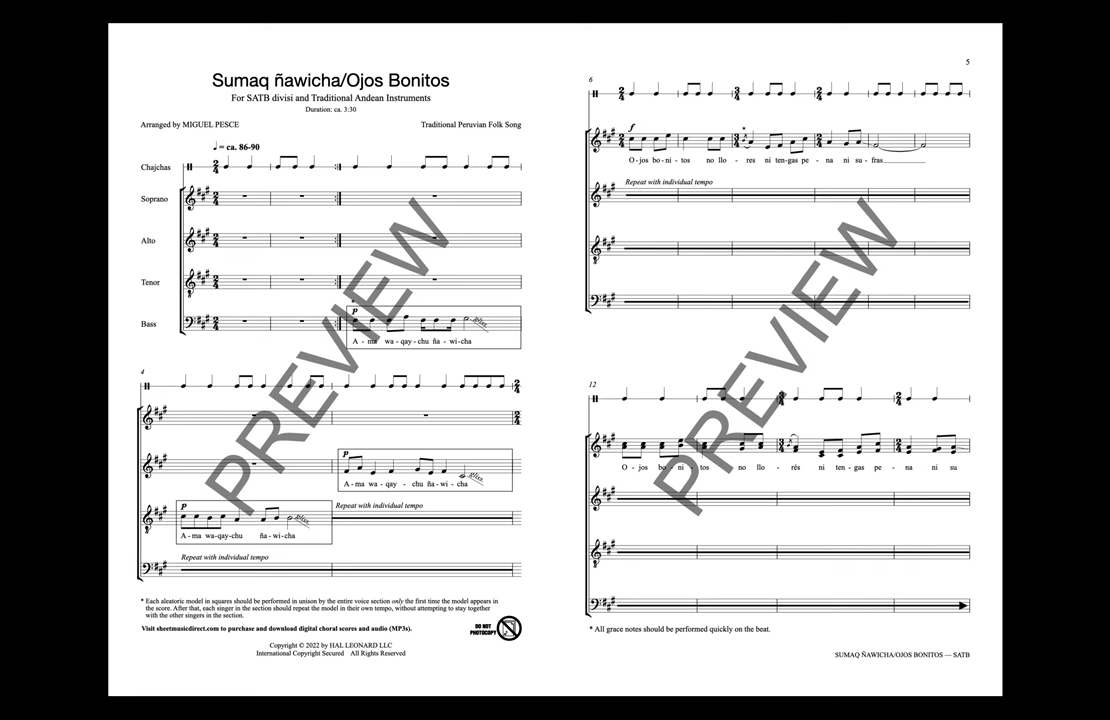 Sumaq ñawicha/Ojos Bonitos
For SATB divisi and Traditional Andean Instruments
Duration: ca. 3:30
Arranged by MIGUEL PESCE
Traditional Peruvian Folk Song
♩ = ca. 86-90
Chajchas
Soprano
Alto
Tenor
Bass
p
gliss.
A - ma wa - qay - chu ña - wi - cha
4
p
gliss.
A - ma wa - qay - chu ña - wi - cha
p
Repeat with individual tempo
gliss.
A - ma wa - qay - chu ña - wi - cha
Repeat with individual tempo
* Each aleatoric model in squares should be performed in unison by the entire voice section only the first time the model appears in
the score. After that, each singer in the section should repeat the model in their own tempo, without attempting to stay together
with the other singers in the section.
Visit sheetmusicdirect.com to purchase and download digital choral scores and audio (MP3s).
DO NOT
PHOTOCOPY
Copyright © 2022 by HAL LEONARD LLC
International Copyright Secured All Rights Reserved
PREVIEW
5
6
f
*
O - jos bo - ni - tos no llo - res ni ten - gas pe - na ni su - fras
Repeat with individual tempo
12
O - jos bo - ni - tos no llo - rés ni ten - gas pe - na ni su
* All grace notes should be performed quickly on the beat.
SUMAQ ÑAWICHA/OJOS BONITOS — SATB
PREVIEW